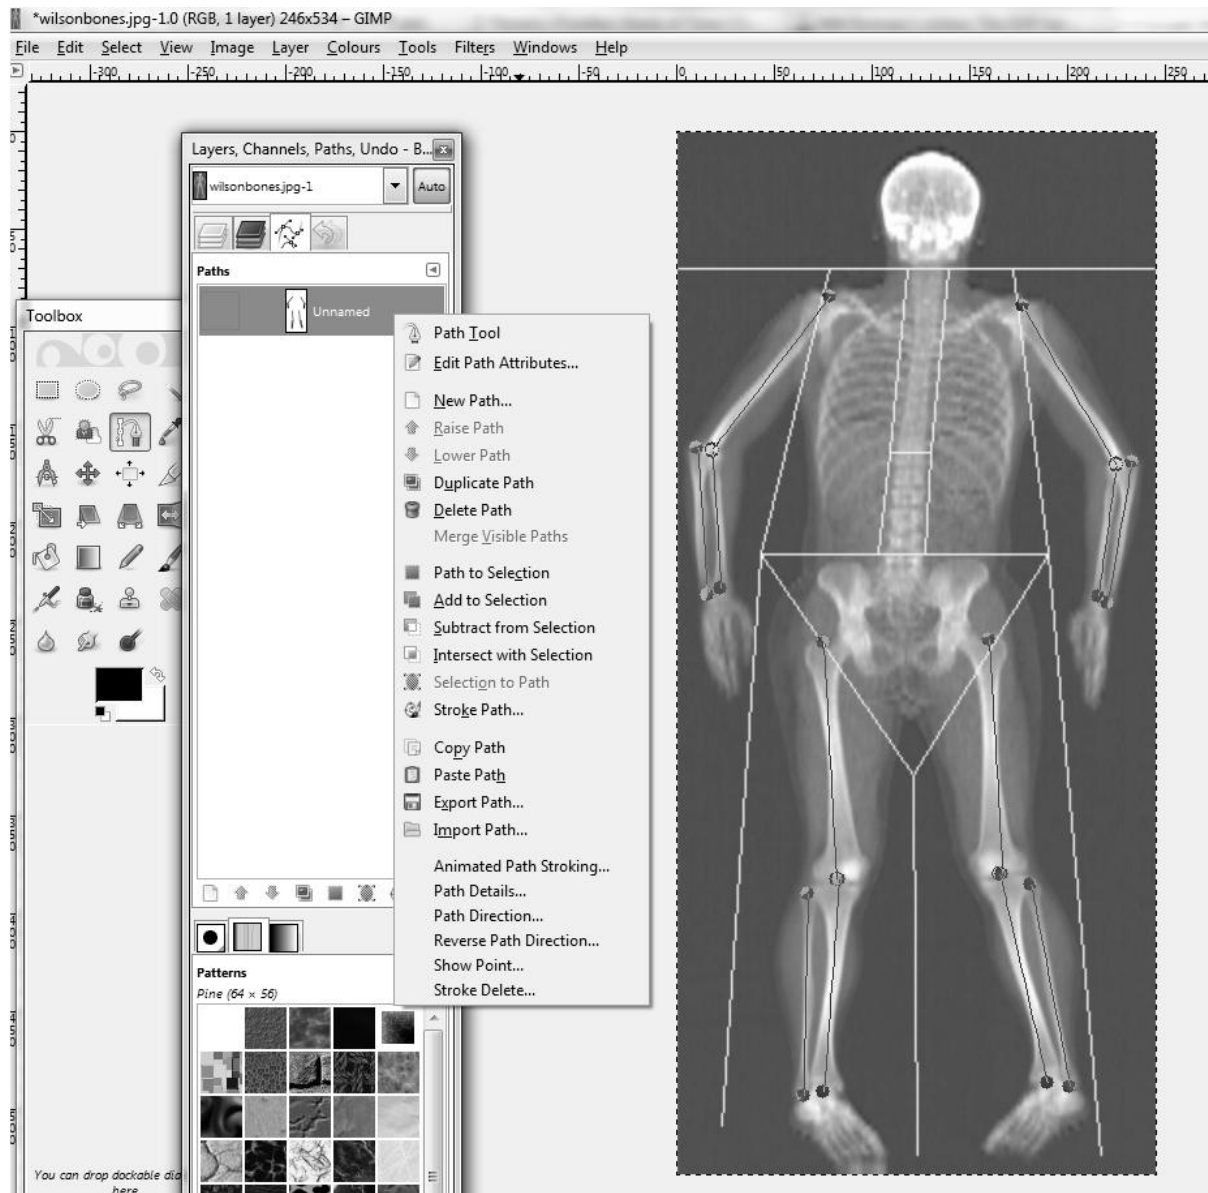 *wilsonbones.jpg-1.0 (RGB, 1 layer) 246x534 – GIMP
File Edit Select View Image Layer Colours Tools Filters Windows Help
-300 -250 -200 -150 -100 -50 0 50 100 150 200 250
Layers, Channels, Paths, Undo - B...
wilsonbones.jpg-1
Auto
Paths
Unnamed
Toolbox
Path Tool
Edit Path Attributes...
New Path...
Raise Path
Lower Path
Duplicate Path
Delete Path
Merge Visible Paths
Path to Selection
Add to Selection
Subtract from Selection
Intersect with Selection
Selection to Path
Stroke Path...
Copy Path
Paste Path
Export Path...
Import Path...
Animated Path Stroking...
Path Details...
Path Direction...
Reverse Path Direction...
Show Point...
Stroke Delete...
Patterns
Pine (64 × 56)
You can drop dockable dia
here